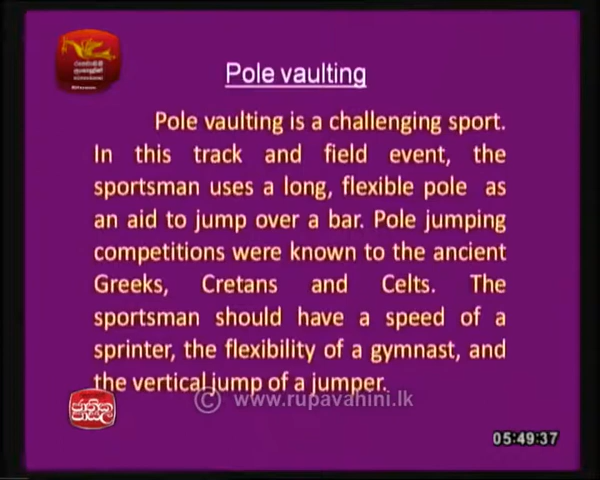 Pole vaulting
Pole vaulting is a challenging sport.
In this track and field event, the
sportsman uses a long, flexible pole as
an aid to jump over a bar. Pole jumping
competitions were known to the ancient
Greeks, Cretans and Celts. The
sportsman should have a speed of a
sprinter, the flexibility of a gymnast, and
the vertical jump of a jumper.
© www.rupavahini.lk
05:49:37